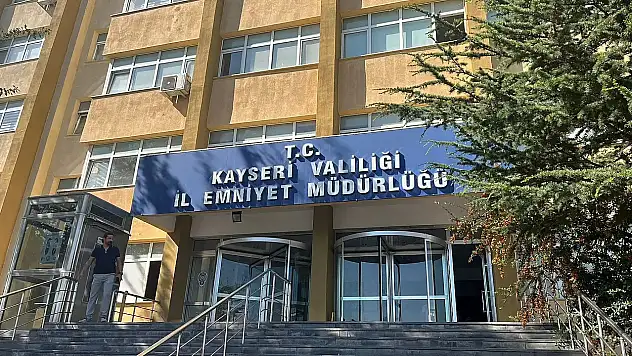 T.C.
KAYSERİ VALİLİĞİ
İL EMNİYET MÜDÜRLÜĞÜ